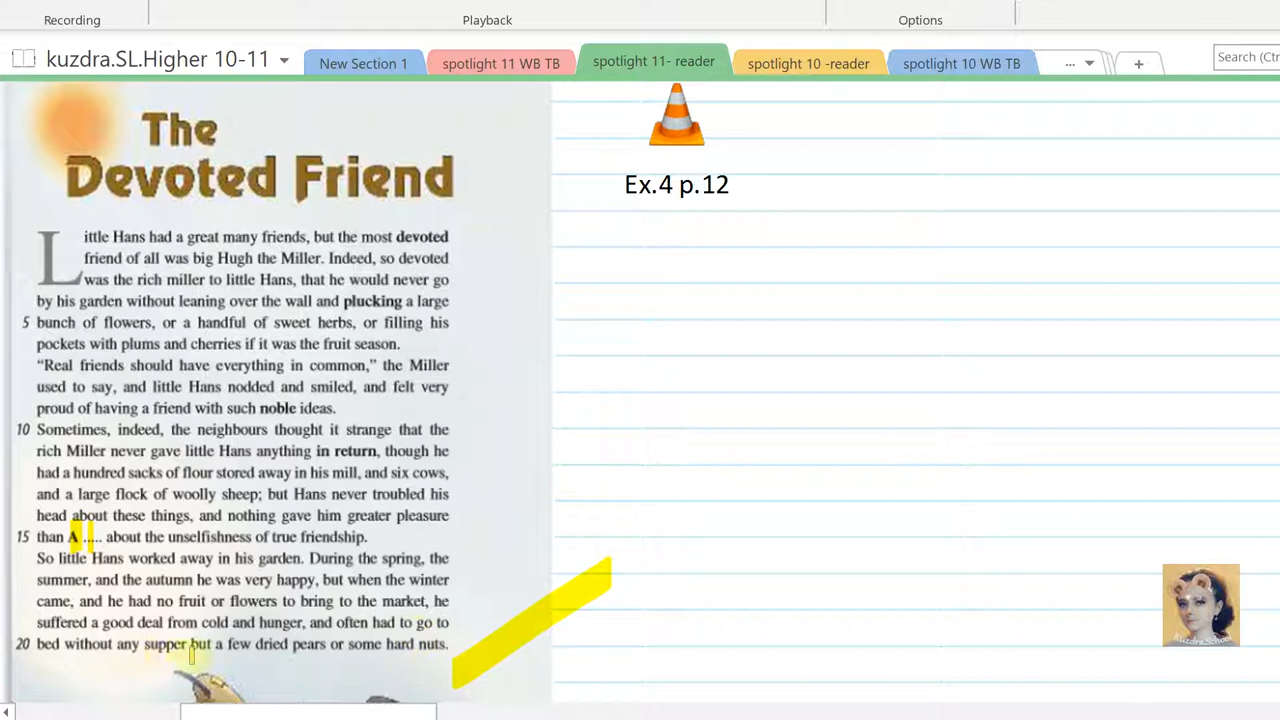 Recording
Playback
Options
kuzdra.SL.Higher 10-11
New Section 1
spotlight 11 WB TB
spotlight 11- reader
spotlight 10 -reader
spotlight 10 WB TB
...
+
Search (Ctr
The
Devoted Friend
Little Hans had a great many friends, but the most devoted
friend of all was big Hugh the Miller. Indeed, so devoted
was the rich miller to little Hans, that he would never go
by his garden without leaning over the wall and plucking a large
5 bunch of flowers, or a handful of sweet herbs, or filling his
pockets with plums and cherries if it was the fruit season.
"Real friends should have everything in common," the Miller
used to say, and little Hans nodded and smiled, and felt very
proud of having a friend with such noble ideas.
10 Sometimes, indeed, the neighbours thought it strange that the
rich Miller never gave little Hans anything in return, though he
had a hundred sacks of flour stored away in his mill, and six cows,
and a large flock of woolly sheep; but Hans never troubled his
head about these things, and nothing gave him greater pleasure
15 than A ..... about the unselfishness of true friendship.
So little Hans worked away in his garden. During the spring, the
summer, and the autumn he was very happy, but when the winter
came, and he had no fruit or flowers to bring to the market, he
suffered a good deal from cold and hunger, and often had to go to
20 bed without any supper but a few dried pears or some hard nuts.
Ex.4 p.12
KuzdraSchool